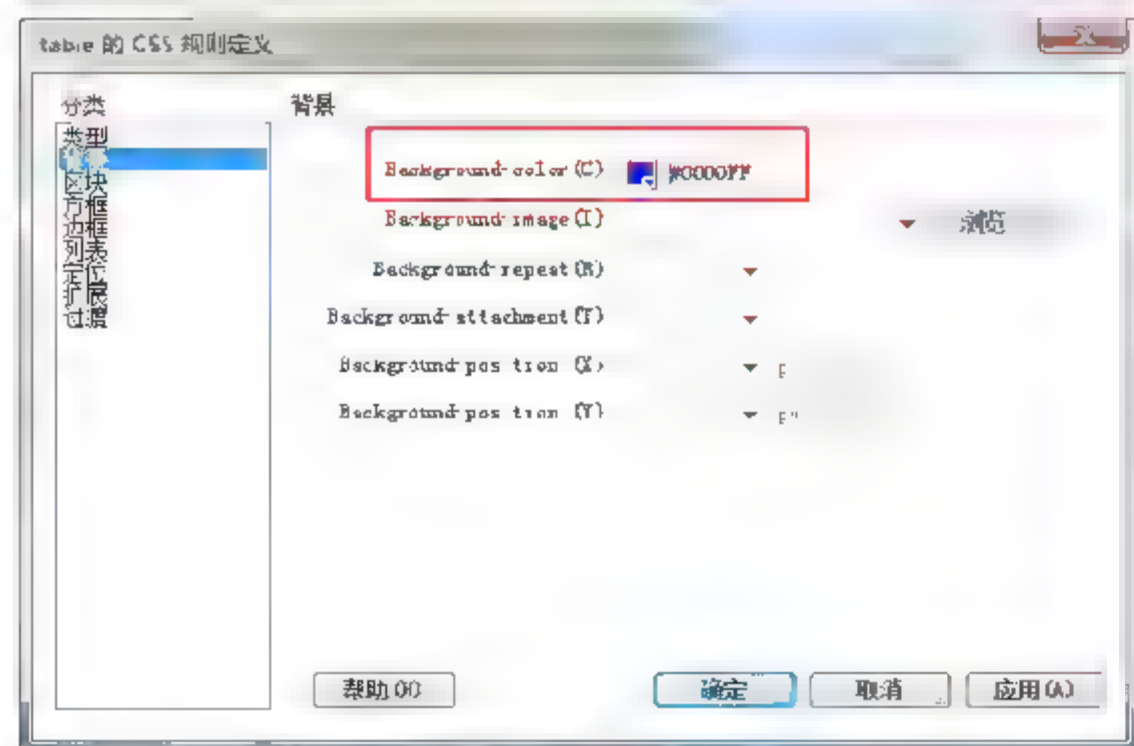 table 的 CSS 规则定义
分类
背景
类型
背景
区块
方框
边框
列表
定位
扩展
过渡
Background-color (C)
#0000FF
Background-image (I)
浏览
Background-repeat (R)
Background-attachment (T)
Background-position (X)
Background-position (Y)
帮助 (H)
确定
取消
应用 (A)